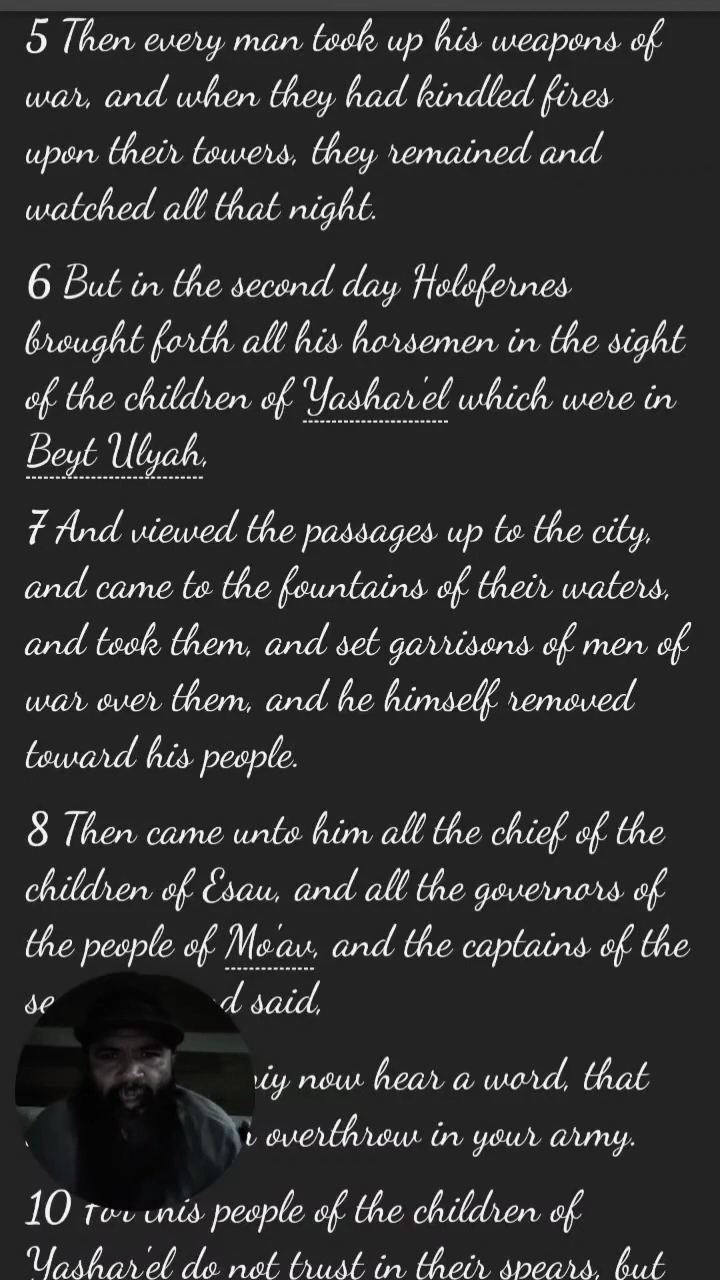 5 Then every man took up his weapons of
war, and when they had kindled fires
upon their towers, they remained and
watched all that night.
6 But in the second day Holofernes
brought forth all his horsemen in the sight
of the children of Yashar'el which were in
Beyt Ulyah,
7 And viewed the passages up to the city,
and came to the fountains of their waters,
and took them, and set garrisons of men of
war over them, and he himself removed
toward his people.
8 Then came unto him all the chief of the
children of Esau, and all the governors of
the people of Mo'av, and the captains of the
said,
now hear a word, that
overthrow in your army.
10 For this people of the children of
Yashar'el do not trust in their spears, but